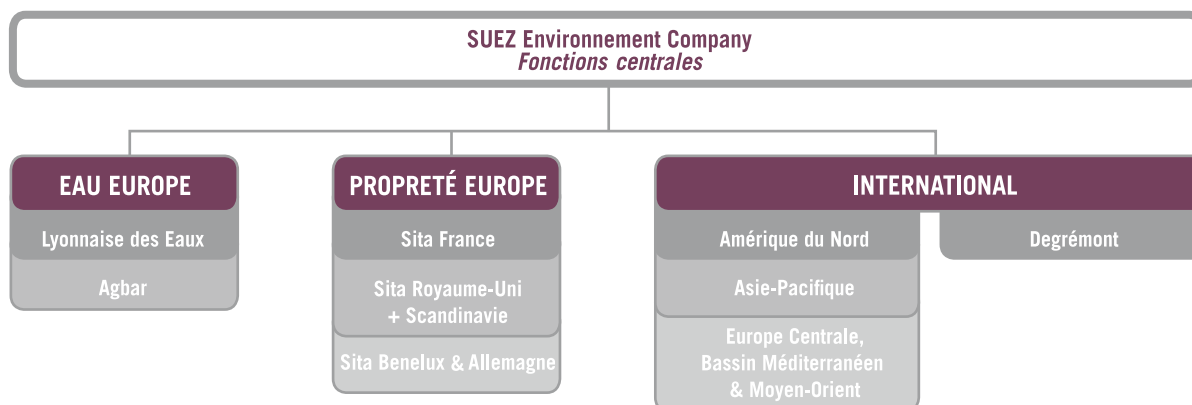 SUEZ Environnement Company
Fonctions centrales
EAU EUROPE
Lyonnaise des Eaux
Agbar
PROPRETÉ EUROPE
Sita France
Sita Royaume-Uni
+ Scandinavie
Sita Benelux & Allemagne
INTERNATIONAL
Amérique du Nord
Asie-Pacifique
Europe Centrale,
Bassin Méditerranéen
& Moyen-Orient
Degrémont